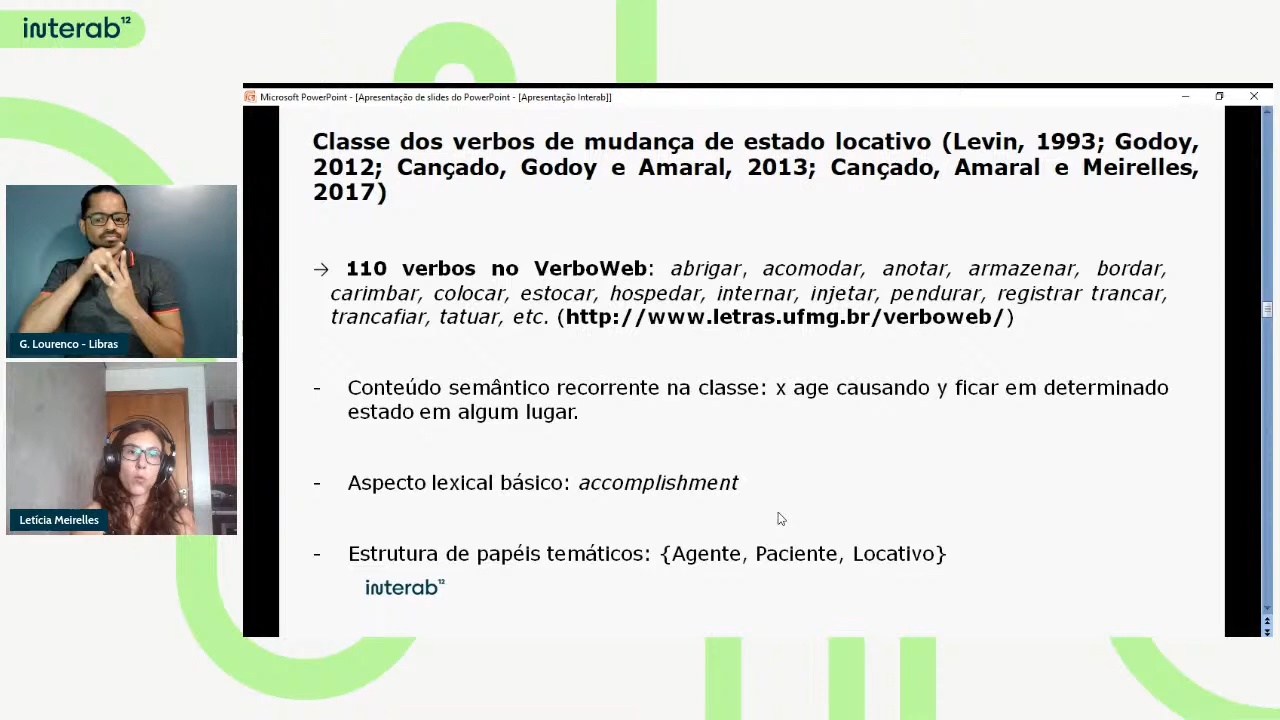 interab12
Microsoft PowerPoint - [Apresentação de slides do PowerPoint - [Apresentação Interab]]
Classe dos verbos de mudança de estado locativo (Levin, 1993; Godoy,
2012; Cançado, Godoy e Amaral, 2013; Cançado, Amaral e Meirelles,
2017)
→ 110 verbos no VerboWeb: abrigar, acomodar, anotar, armazenar, bordar,
carimbar, colocar, estocar, hospedar, internar, injetar, pendurar, registrar trancar,
trancafiar, tatuar, etc. (http://www.letras.ufmg.br/verboweb/)
- Conteúdo semântico recorrente na classe: x age causando y ficar em determinado
estado em algum lugar.
- Aspecto lexical básico: accomplishment
- Estrutura de papéis temáticos: {Agente, Paciente, Locativo}
interab12
G. Lourenco - Libras
Letícia Meirelles